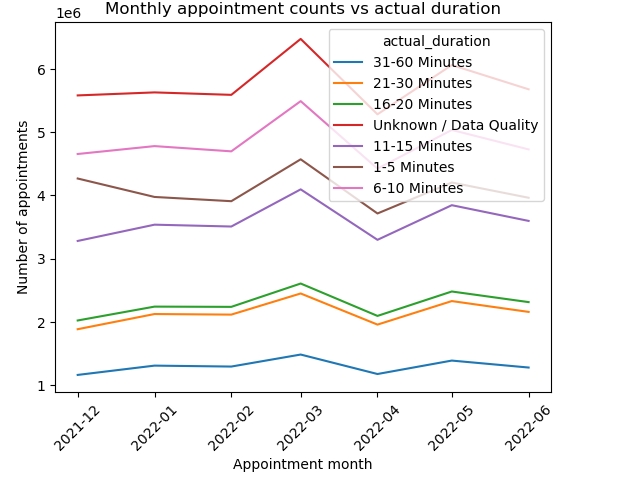 Monthly appointment counts vs actual duration
1e6
actual_duration
31-60 Minutes
21-30 Minutes
16-20 Minutes
Unknown / Data Quality
11-15 Minutes
1-5 Minutes
6-10 Minutes
6
5
4
3
2
1
Number of appointments
2021-12
2022-01
2022-02
2022-03
2022-04
2022-05
2022-06
Appointment month